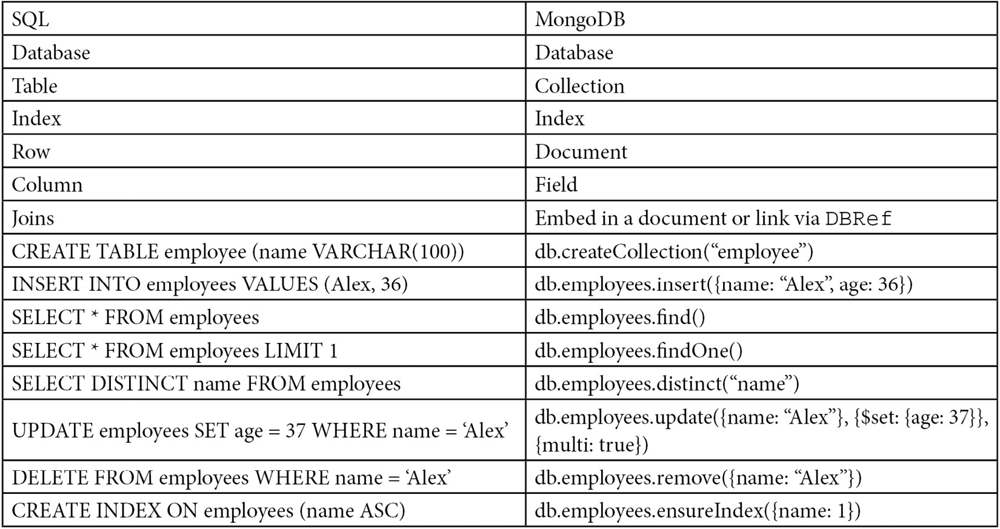 SQL MongoDB
Database Database
Table Collection
Index Index
Row Document
Column Field
Joins Embed in a document or link via DBRef
CREATE TABLE employee (name VARCHAR(100)) db.createCollection(“employee”)
INSERT INTO employees VALUES (Alex, 36) db.employees.insert({name: “Alex”, age: 36})
SELECT * FROM employees db.employees.find()
SELECT * FROM employees LIMIT 1 db.employees.findOne()
SELECT DISTINCT name FROM employees db.employees.distinct(“name”)
UPDATE employees SET age = 37 WHERE name = ‘Alex’ db.employees.update({name: “Alex”}, {$set: {age: 37}},
{multi: true})
DELETE FROM employees WHERE name = ‘Alex’ db.employees.remove({name: “Alex”})
CREATE INDEX ON employees (name ASC) db.employees.ensureIndex({name: 1})